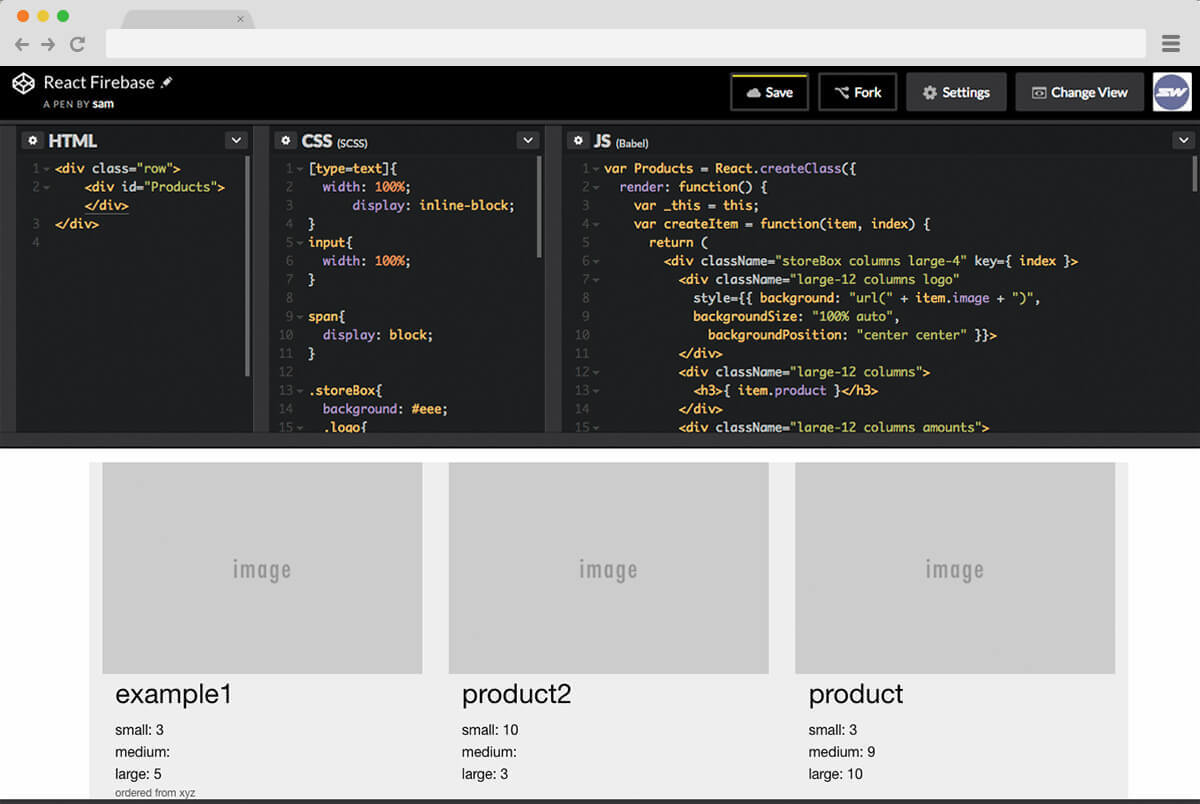 React Firebase
A PEN BY sam
Save
Fork
Settings
Change View
SW
HTML
1 <div class="row">
2 <div id="Products">
</div>
3 </div>
4
CSS (SCSS)
1 [type=text]{
2 width: 100%;
3 display: inline-block;
4 }
5 input{
6 width: 100%;
7 }
8
9 span{
10 display: block;
11 }
12
13 .storeBox{
14 background: #eee;
15 .logo{
JS (Babel)
1 var Products = React.createClass({
2 render: function() {
3 var _this = this;
4 var createItem = function(item, index) {
5 return (
6 <div className="storeBox columns large-4" key={ index }>
7 <div className="large-12 columns logo"
8 style={{ background: "url(" + item.image + ")",
9 backgroundSize: "100% auto",
10 backgroundPosition: "center center" }}>
11 </div>
12 <div className="large-12 columns">
13 <h3>{ item.product }</h3>
14 </div>
15 <div className="large-12 columns amounts">
image
example1
small: 3
medium:
large: 5
ordered from xyz
image
product2
small: 10
medium:
large: 3
image
product
small: 3
medium: 9
large: 10